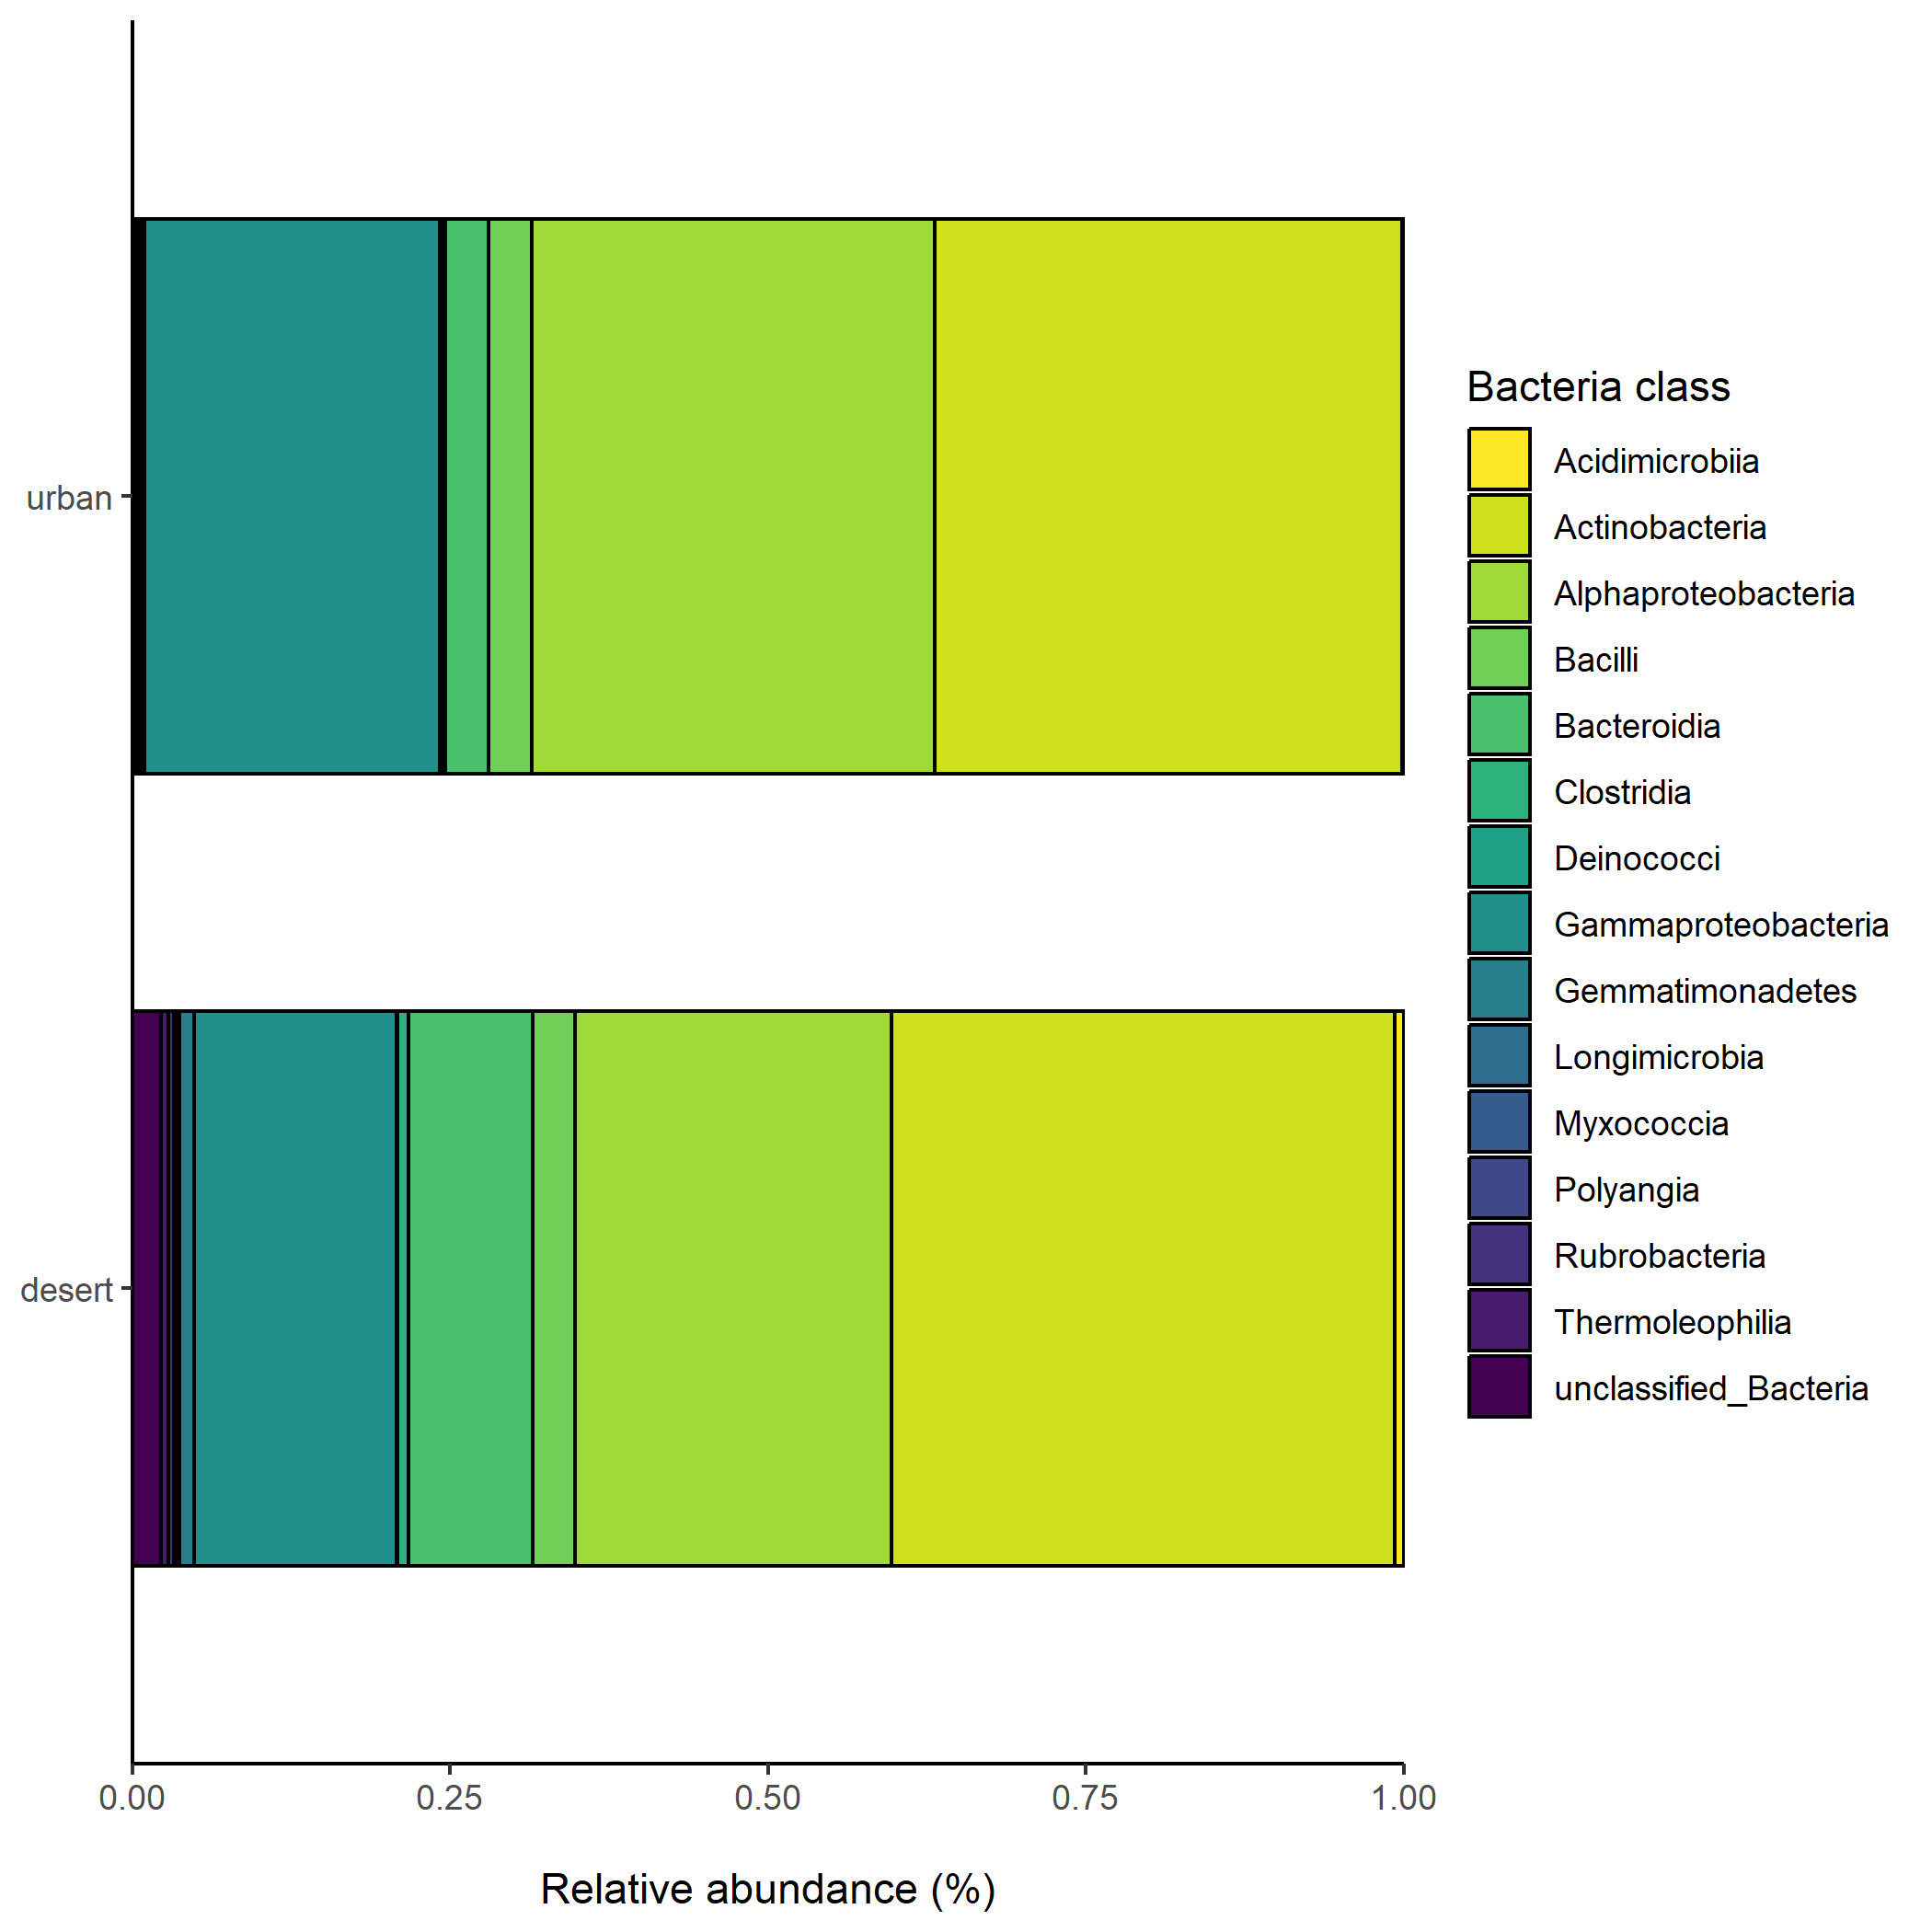 urban
desert
0.00 0.25 0.50 0.75 1.00
Relative abundance (%)
Bacteria class
Acidimicrobiia
Actinobacteria
Alphaproteobacteria
Bacilli
Bacteroidia
Clostridia
Deinococci
Gammaproteobacteria
Gemmatimonadetes
Longimicrobia
Myxococcia
Polyangia
Rubrobacteria
Thermoleophilia
unclassified_Bacteria